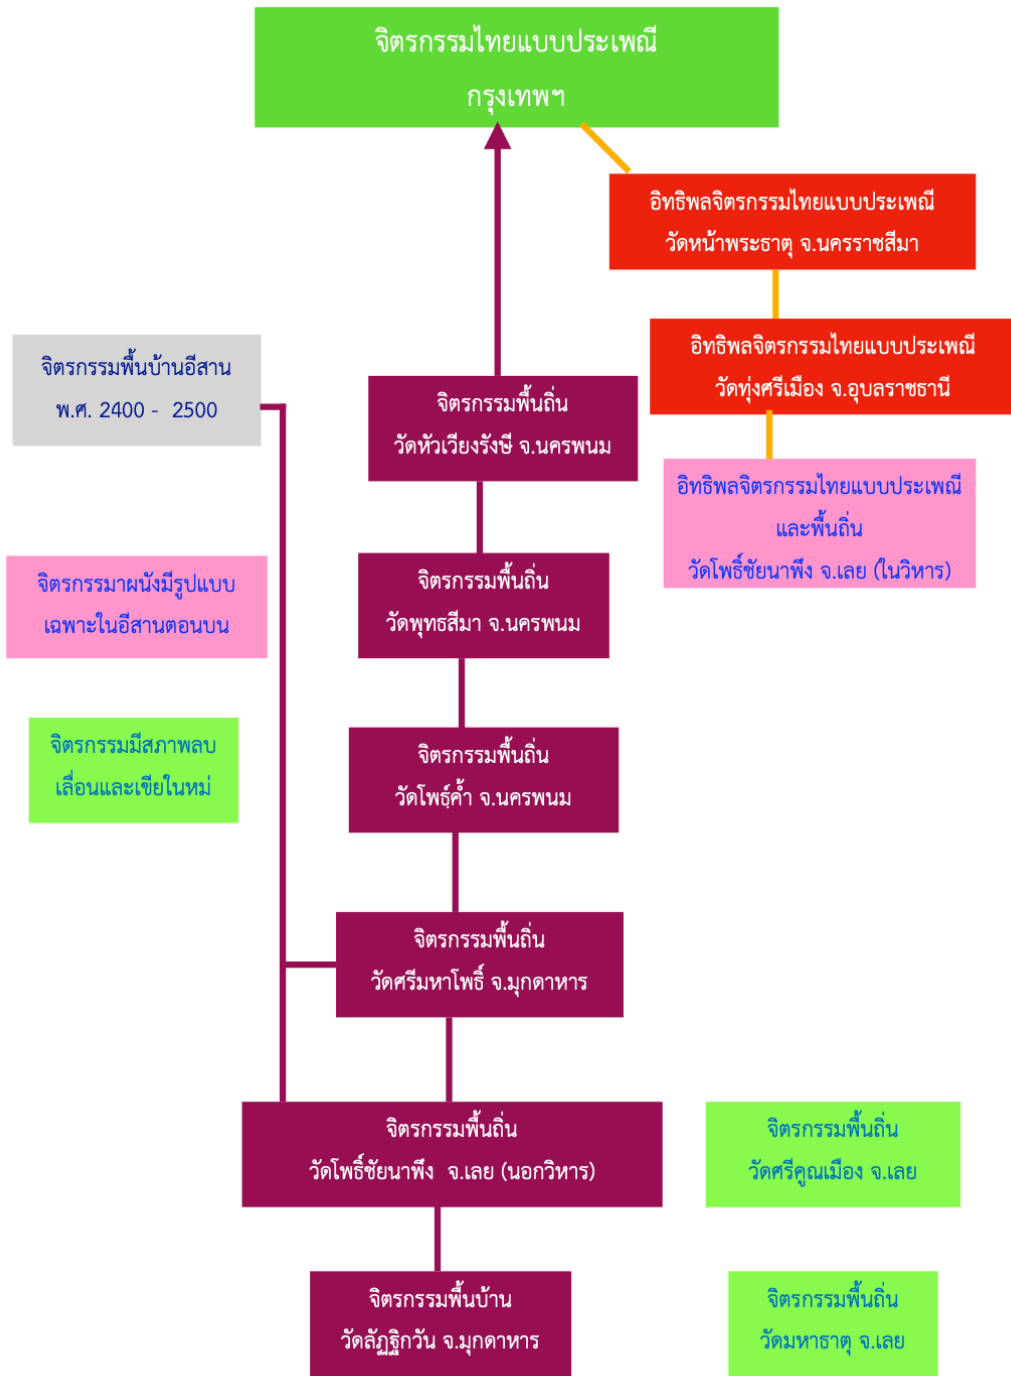 จิตรกรรมไทยแบบประเพณี
กรุงเทพฯ
อิทธิพลจิตรกรรมไทยแบบประเพณี
วัดหน้าพระธาตุ จ.นครราชสีมา
อิทธิพลจิตรกรรมไทยแบบประเพณี
วัดทุ่งศรีเมือง จ.อุบลราชธานี
จิตรกรรมพื้นบ้านอีสาน
พ.ศ. 2400 - 2500
จิตรกรรมพื้นถิ่น
วัดหัวเวียงรังษี จ.นครพนม
อิทธิพลจิตรกรรมไทยแบบประเพณี
และพื้นถิ่น
วัดโพธิ์ชัยนาพึง จ.เลย (ในวิหาร)
จิตรกรรมาผนังมีรูปแบบ
เฉพาะในอีสานตอนบน
จิตรกรรมพื้นถิ่น
วัดพุทธสีมา จ.นครพนม
จิตรกรรมมีสภาพลบ
เลื่อนและเขียในหม่
จิตรกรรมพื้นถิ่น
วัดโพธฺ์ค้ำ จ.นครพนม
จิตรกรรมพื้นถิ่น
วัดศรีมหาโพธิ์ จ.มุกดาหาร
จิตรกรรมพื้นถิ่น
วัดโพธิ์ชัยนาพึง จ.เลย (นอกวิหาร)
จิตรกรรมพื้นถิ่น
วัดศรีคูณเมือง จ.เลย
จิตรกรรมพื้นบ้าน
วัดลัฏฐิกวัน จ.มุกดาหาร
จิตรกรรมพื้นถิ่น
วัดมหาธาตุ จ.เลย